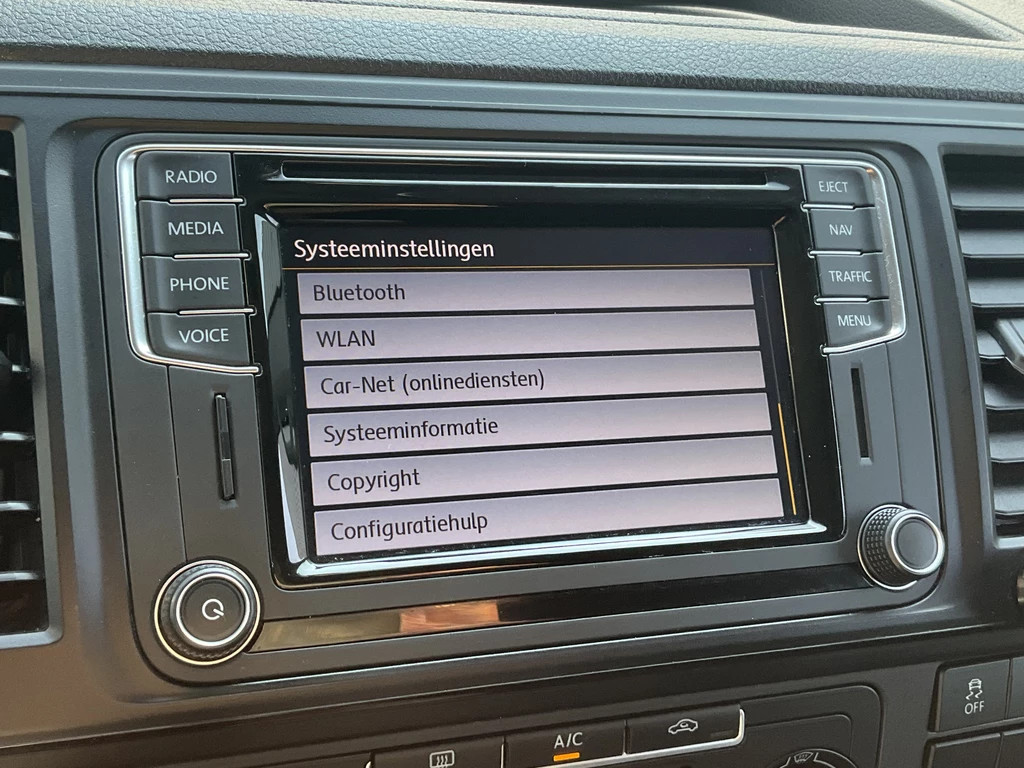 RADIO
MEDIA
PHONE
VOICE
Systeeminstellingen
Bluetooth
WLAN
Car-Net (onlinediensten)
Systeeminformatie
Copyright
Configuratiehulp
EJECT
NAV
TRAFFIC
MENU
A/C
OFF